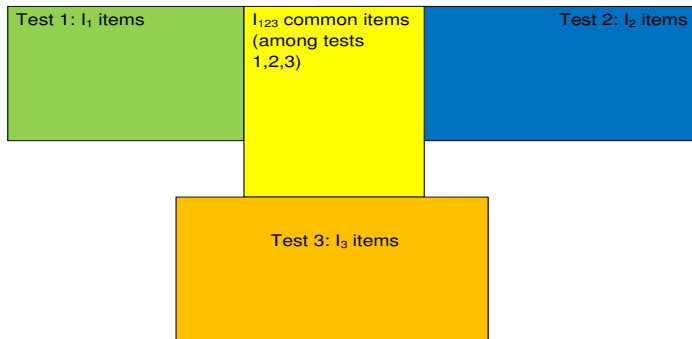 Test 1: I₁ items
I₁₂₃ common items
(among tests
1,2,3)
Test 2: I₂ items
Test 3: I₃ items